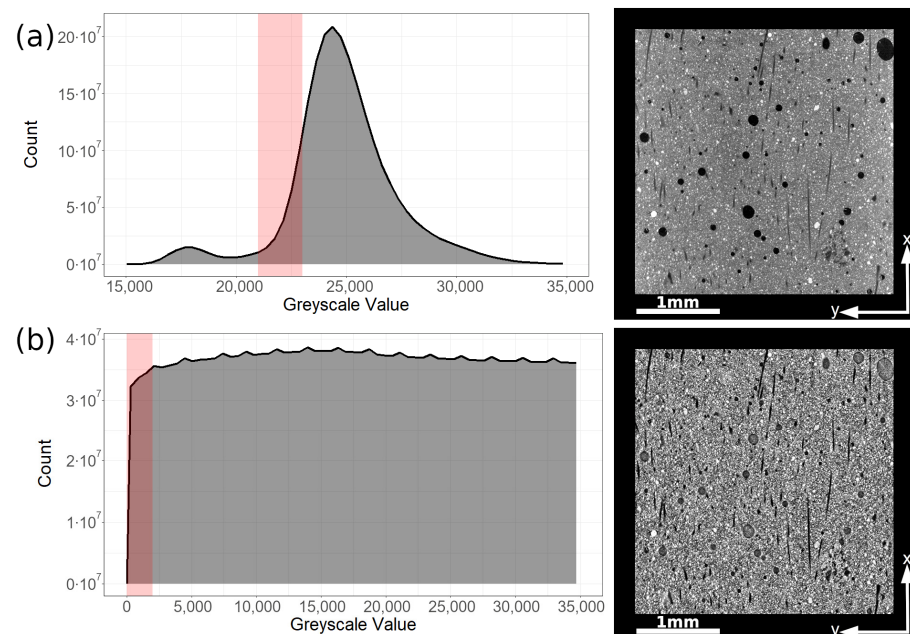 (a)
20·10⁷
15·10⁷
10·10⁷
5·10⁷
0·10⁷
Count
15,000 20,000 25,000 30,000 35,000
Greyscale Value
1mm
x
y
(b)
4·10⁷
3·10⁷
2·10⁷
1·10⁷
0·10⁷
Count
0 5,000 10,000 15,000 20,000 25,000 30,000 35,000
Greyscale Value
1mm
x
y